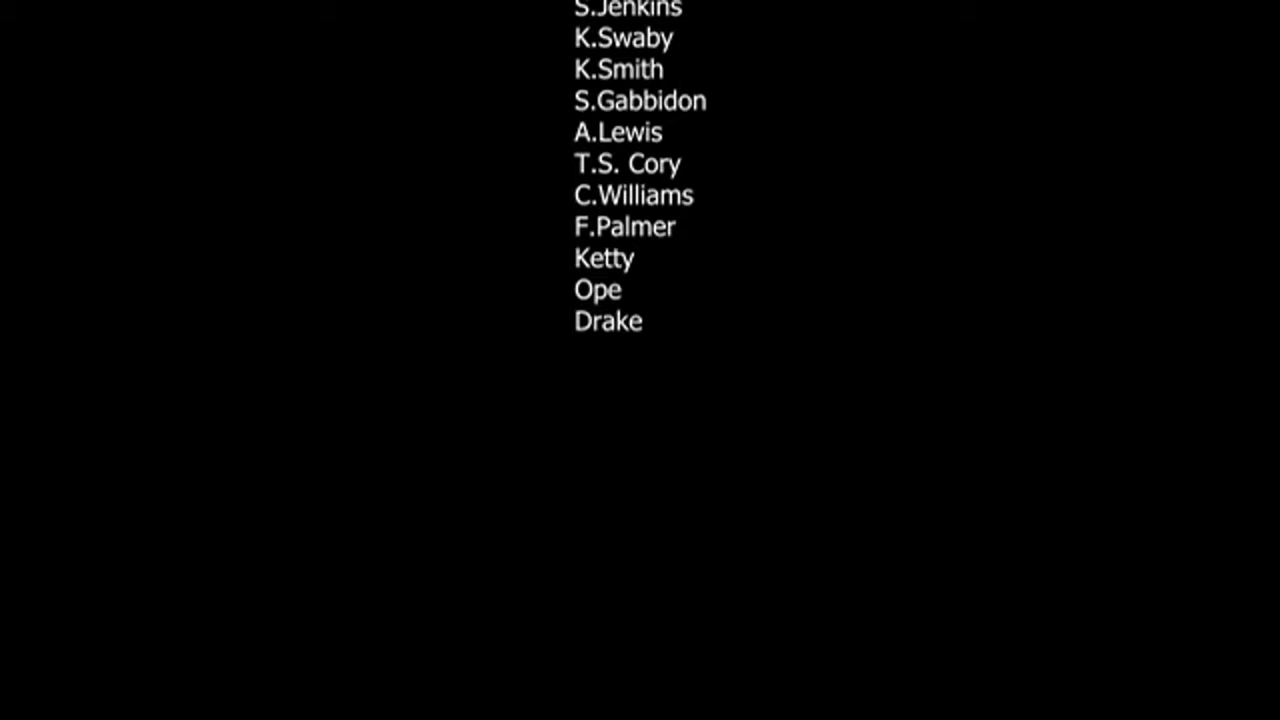 S.Jenkins
K.Swaby
K.Smith
S.Gabbidon
A.Lewis
T.S. Cory
C.Williams
F.Palmer
Ketty
Ope
Drake